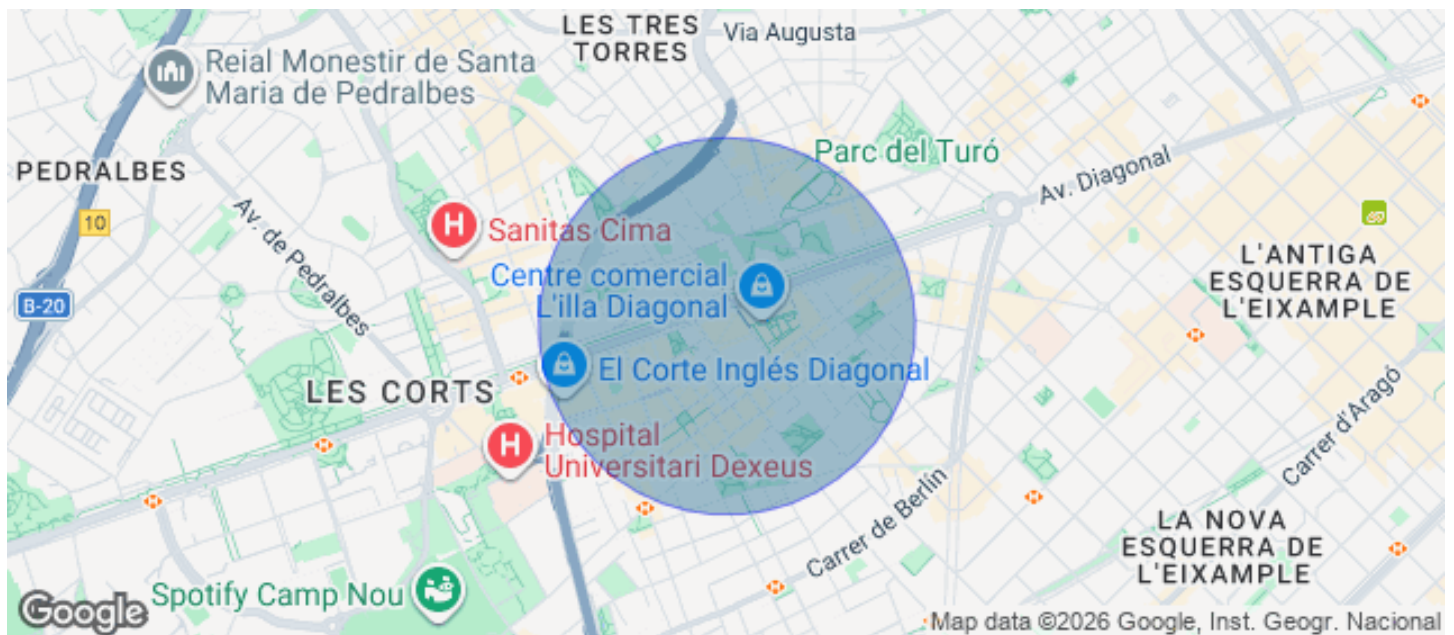 LES TRES
TORRES
Via Augusta
Reial Monestir de Santa
Maria de Pedralbes
Parc del Turó
PEDRALBES
Av. Diagonal
10
Av. de Pedralbes
H
Sanitas Cima
L'ANTIGA
ESQUERRA DE
L'EIXAMPLE
Centre comercial
L'illa Diagonal
B-20
El Corte Inglés Diagonal
LES CORTS
Carrer d'Aragó
H
Hospital
Universitari Dexeus
Carrer de Berlin
LA NOVA
ESQUERRA DE
L'EIXAMPLE
Spotify Camp Nou
Google
Map data ©2026 Google, Inst. Geogr. Nacional